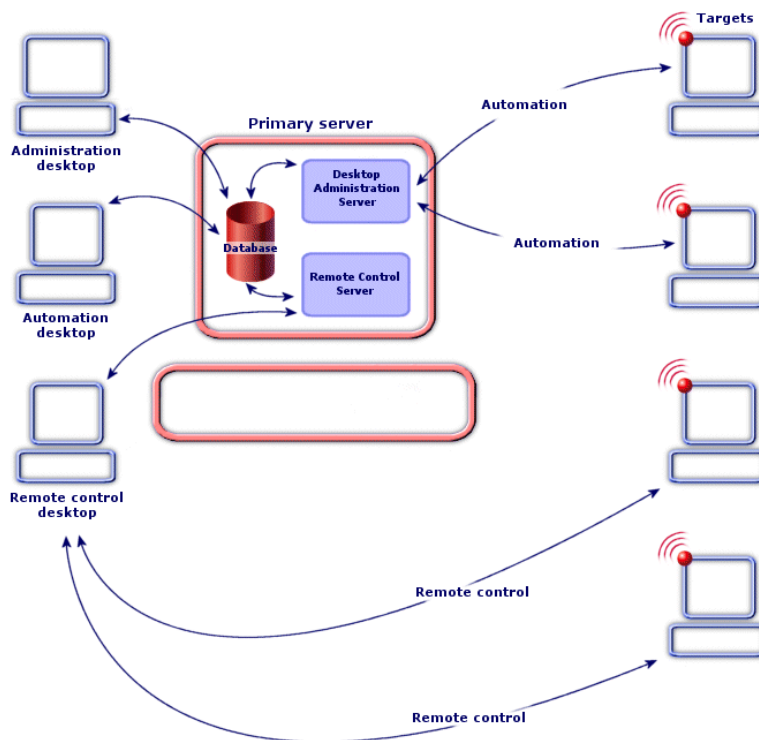 Targets
Automation
Primary server
Administration
desktop
Desktop
Administration
Server
Database
Automation
Remote Control
Server
Automation
desktop
Remote control
desktop
Remote control
Remote control